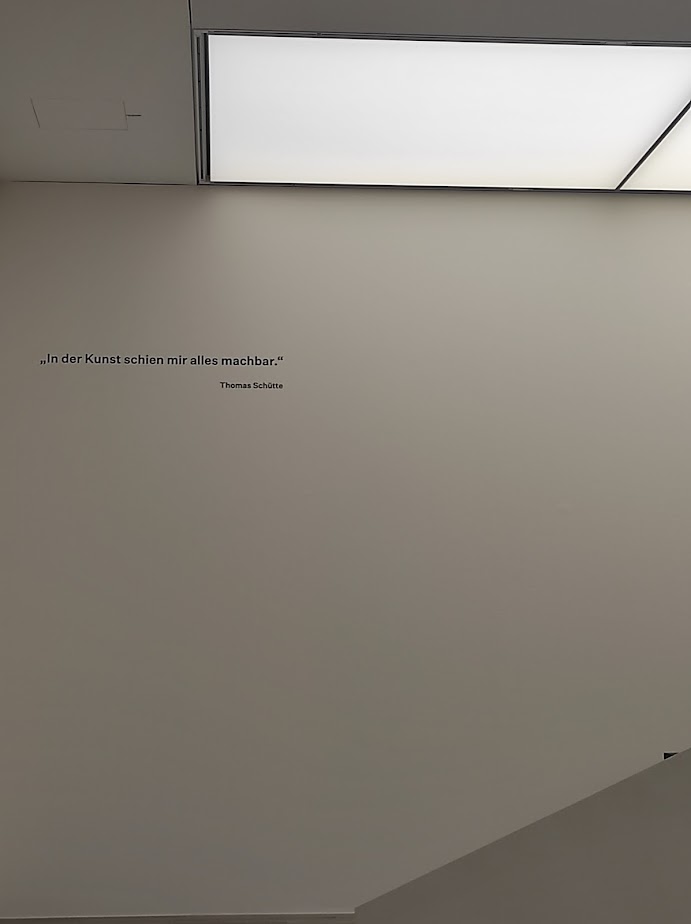 „In der Kunst schien mir alles machbar.“
Thomas Schütte